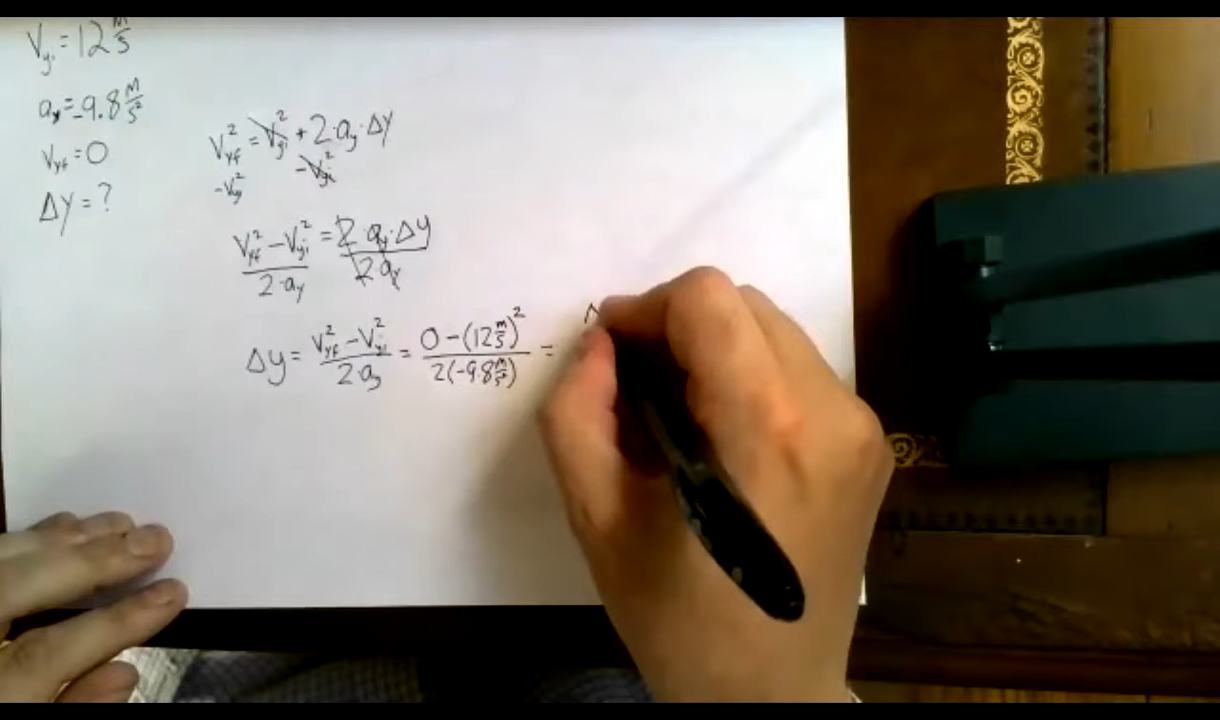 Vyi = 12 m/s
ay = -9.8 m/s²
Vyf = 0
Δy = ?
Vyf² = Vyi² + 2·ay·Δy
-Vy² -Vyi²
Vyf² - Vyi² = 2·ay·Δy
2·ay 2ay
Δy = Vyf² - Vyi² / 2ay = 0 - (12 m/s)² / 2(-9.8 m/s²) =